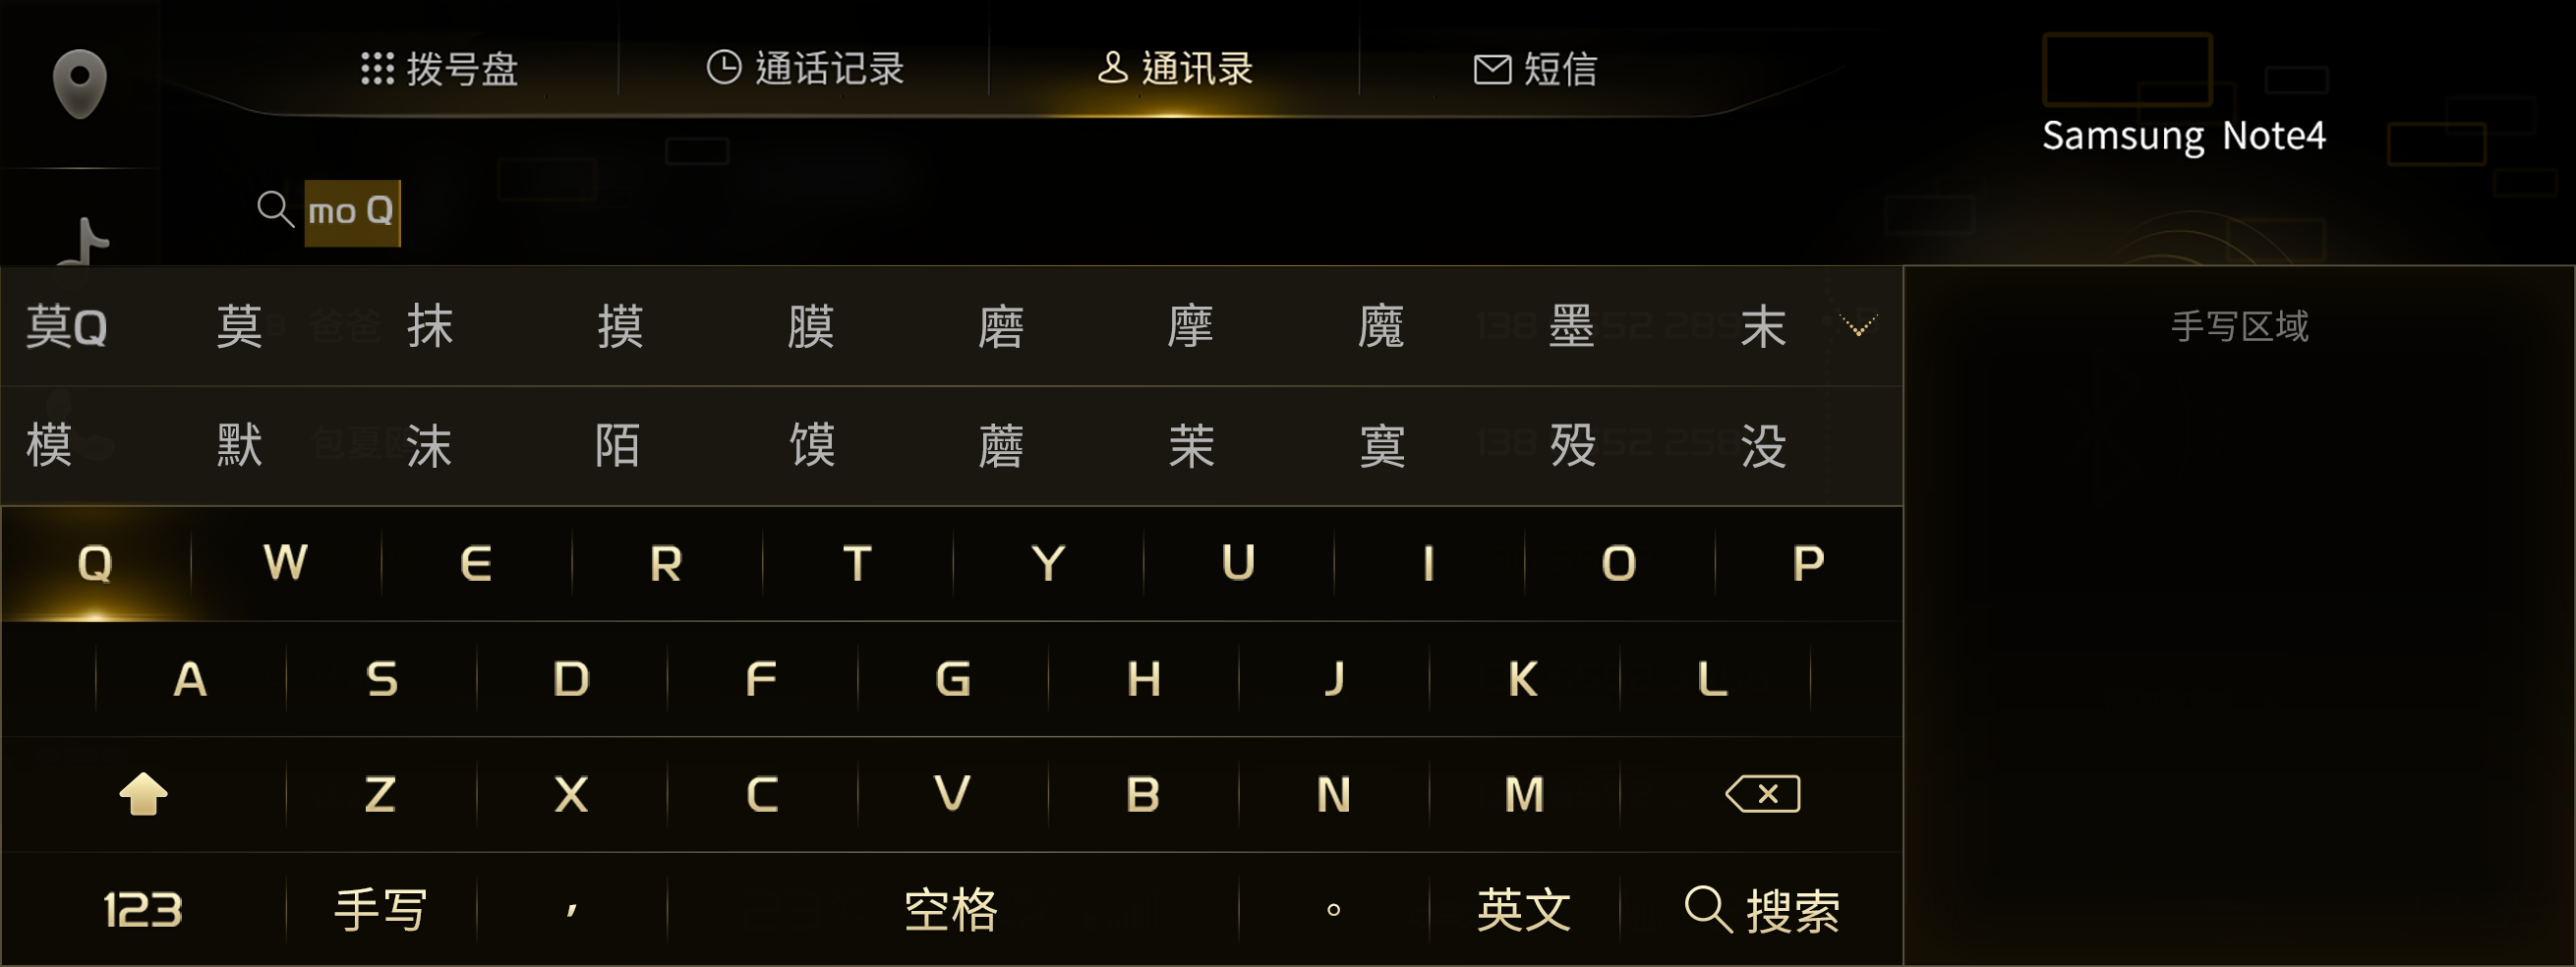 拨号盘 通话记录 通讯录 短信
Samsung Note4
mo Q
莫Q 莫 抹 摸 膜 磨 摩 魔 墨 末
手写区域
模 默 沫 陌 馍 蘑 茉 寞 殁 没
Q W E R T Y U I O P
A S D F G H J K L
Z X C V B N M
123 手写 , 空格 。 英文 搜索